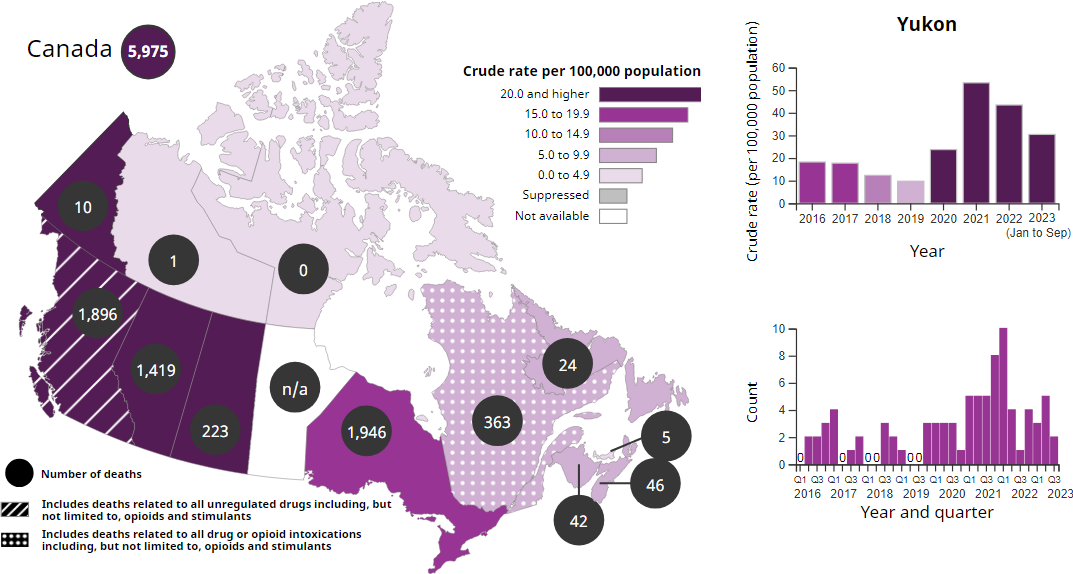 Canada 5,975
Crude rate per 100,000 population
20.0 and higher
15.0 to 19.9
10.0 to 14.9
5.0 to 9.9
0.0 to 4.9
Suppressed
Not available
10
1
0
1,896
1,419
223
n/a
1,946
363
24
5
46
42
Number of deaths
Includes deaths related to all unregulated drugs including, but
not limited to, opioids and stimulants
Includes deaths related to all drug or opioid intoxications
including, but not limited to, opioids and stimulants
Yukon
Crude rate (per 100,000 population)
60
50
40
30
20
10
0
2016 2017 2018 2019 2020 2021 2022 2023
(Jan to Sep)
Year
Count
10
8
6
4
2
0
0 0 0 0 0 0
Q1 Q3 Q1 Q3 Q1 Q3 Q1 Q3 Q1 Q3 Q1 Q3 Q1 Q3 Q1 Q3
2016 2017 2018 2019 2020 2021 2022 2023
Year and quarter